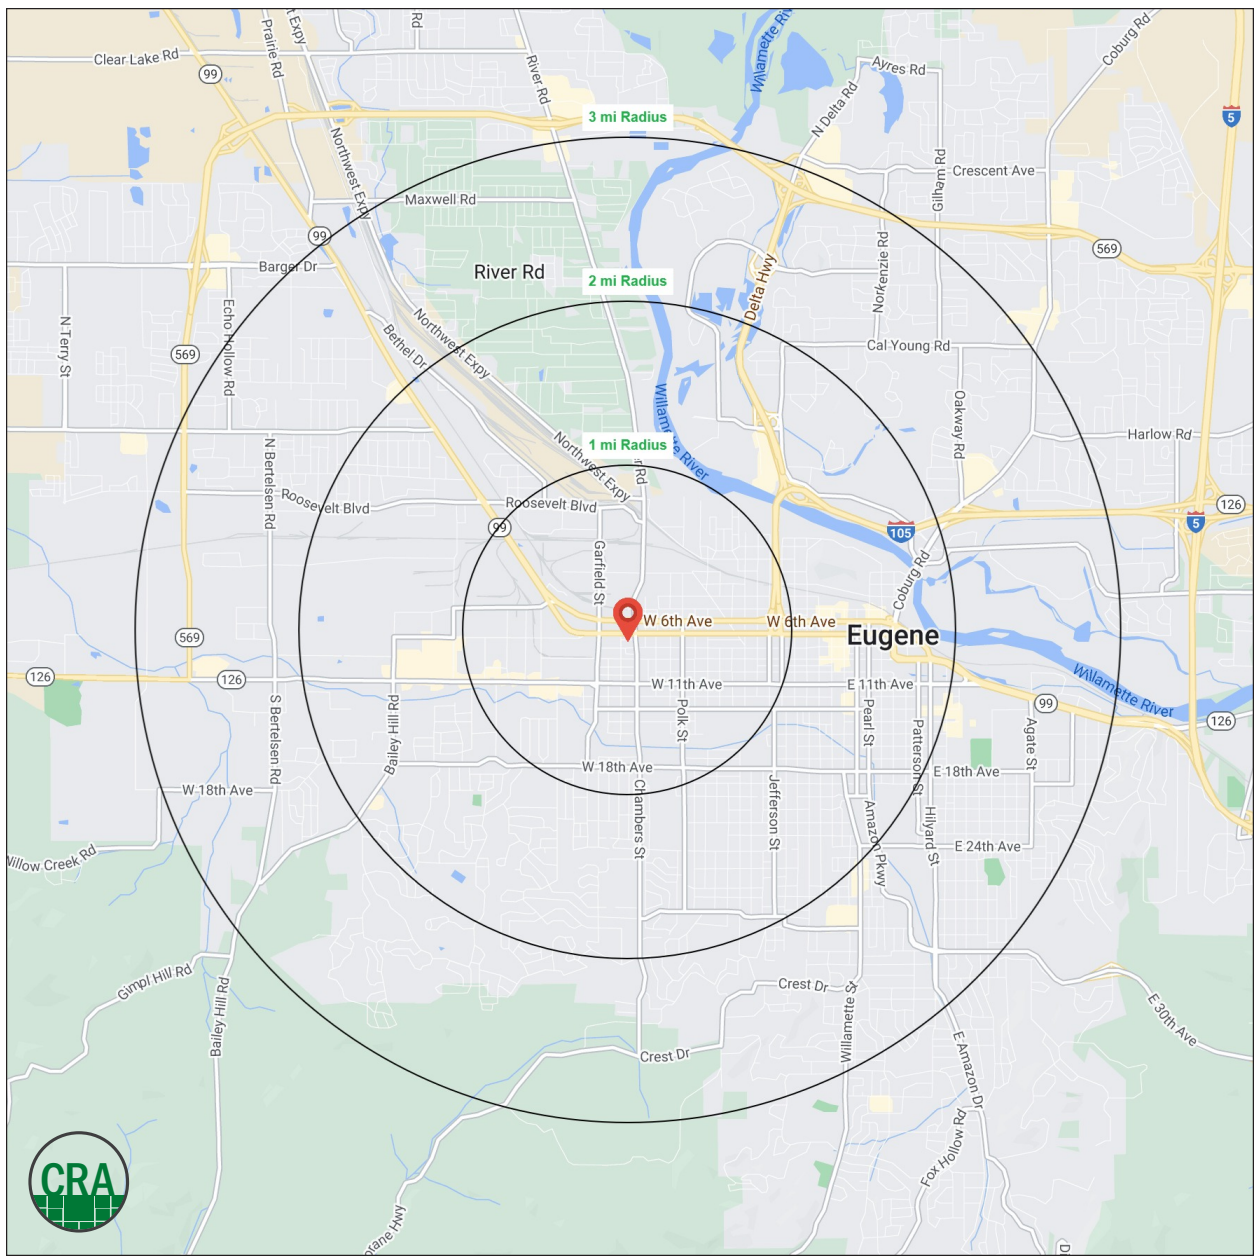 Clear Lake Rd
99
Prairie Rd
t Expy
Rd
River Rd
Willamette Riv
Ayres Rd
Coburg Rd
N Delta Rd
5
3 mi Radius
Northwest Expy
Crescent Ave
Gilham Rd
Maxwell Rd
99
569
Norkenzie Rd
Barger Dr
River Rd
2 mi Radius
Delta Hwy
N Terry St
Echo Hollow Rd
569
Bethel Dr
Northwest Expy
Cal Young Rd
Willamette River
Oakway Rd
Harlow Rd
1 mi Radius
N Bertelsen Rd
Northwest Expy
r Rd
Roosevelt Blvd
Roosevelt Blvd
99
126
5
105
Garfield St
Coburg Rd
W 6th Ave
W 6th Ave
Eugene
569
126
126
W 11th Ave
E 11th Ave
Willamette River
99
126
S Bertelsen Rd
Bailey Hill Rd
Polk St
Pearl St
Patterson St
Agate St
W 18th Ave
E 18th Ave
W 18th Ave
Chambers St
Jefferson St
Amazon Pkwy
Hilyard St
E 24th Ave
Willow Creek Rd
Gimpl Hill Rd
Bailey Hill Rd
Crest Dr
Willamette St
E 30th Ave
Crest Dr
E Amazon Dr
Fox Hollow Rd
CRA
rane Hwy